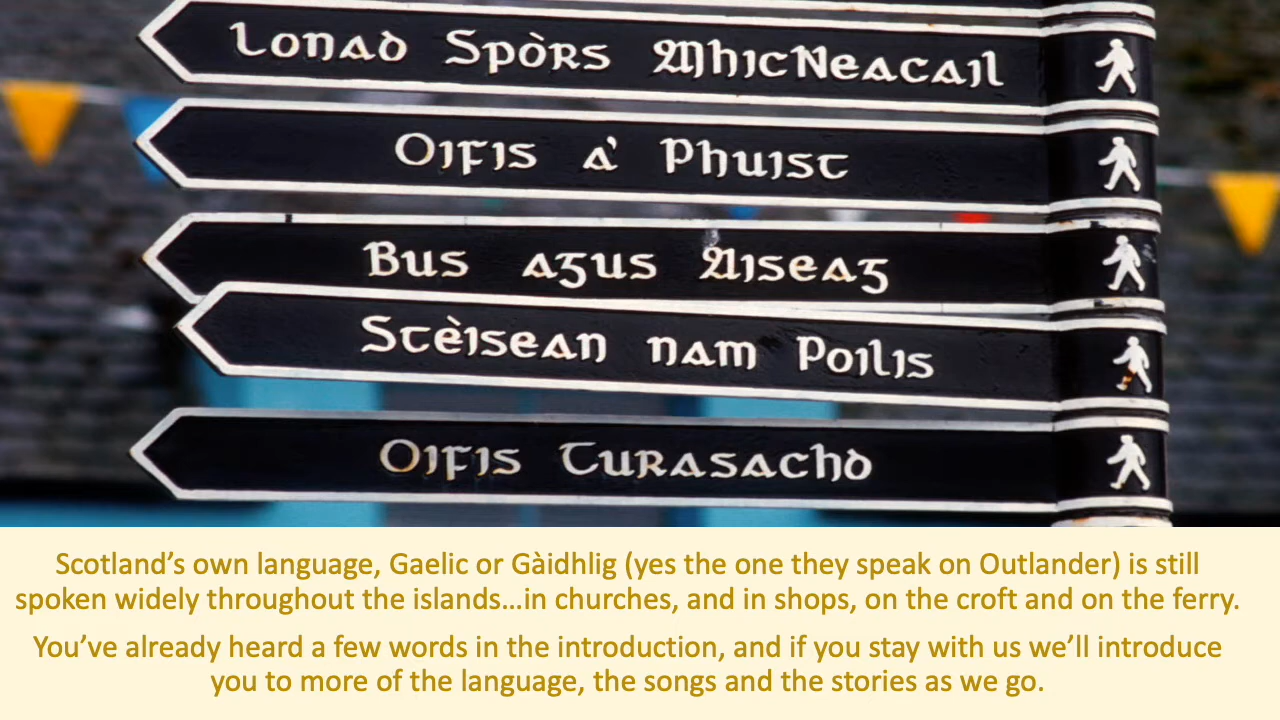 Lonad Spòrs MhicNeacail
Oifis a' Phuist
Bus agus Aiseag
Stèisean nam Poilis
Oifis Turasachd
Scotland’s own language, Gaelic or Gàidhlig (yes the one they speak on Outlander) is still
spoken widely throughout the islands…in churches, and in shops, on the croft and on the ferry.
You’ve already heard a few words in the introduction, and if you stay with us we’ll introduce
you to more of the language, the songs and the stories as we go.